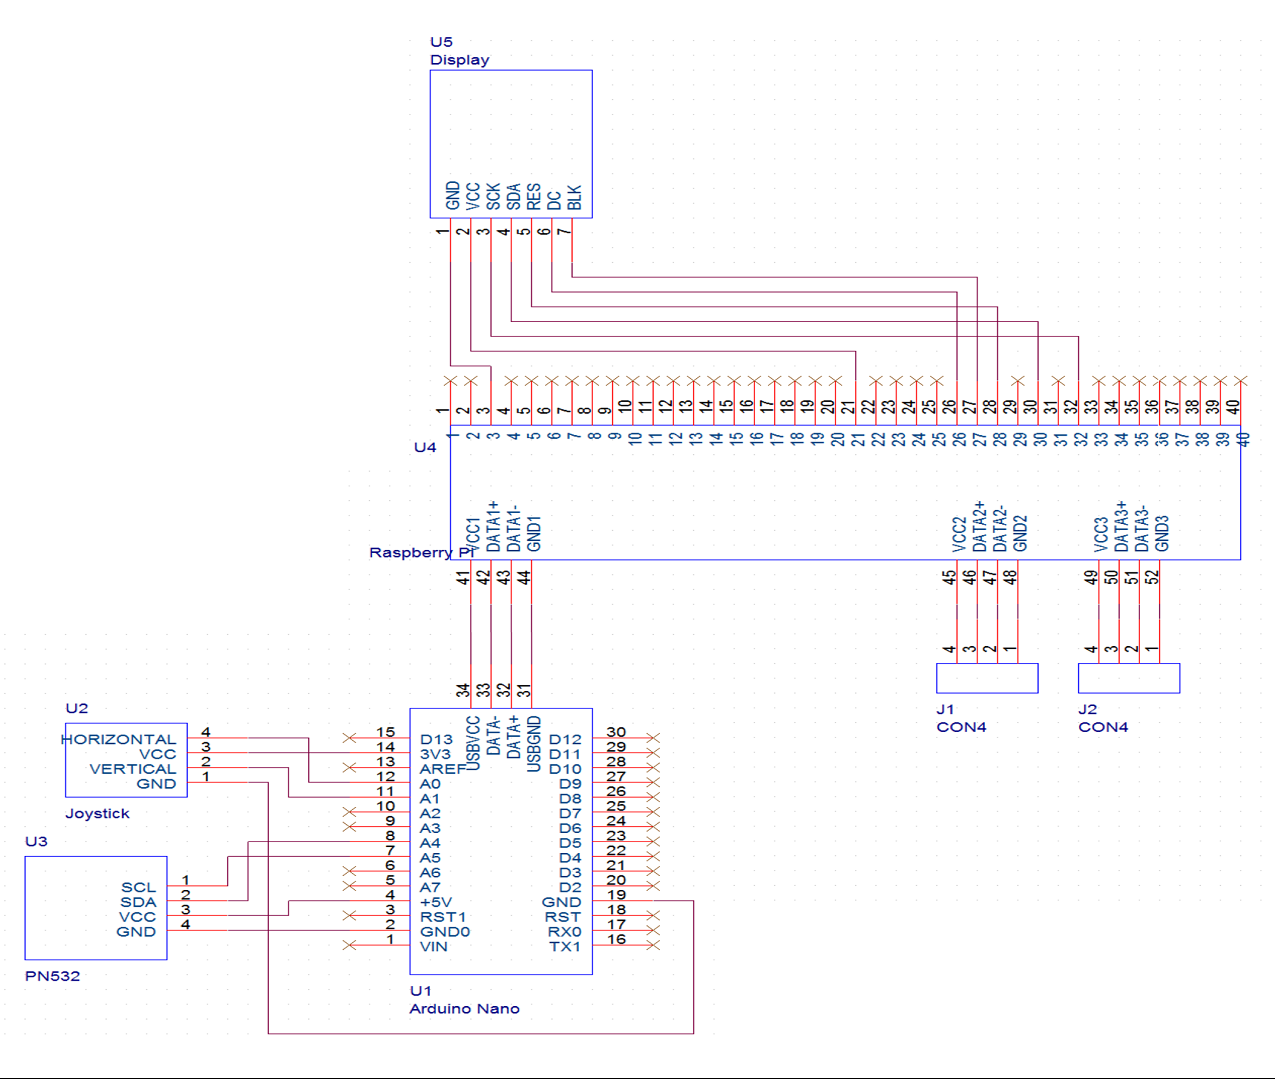 U5
Display
GND VCC SCK SDA RES DC BLK
1 2 3 4 5 6 7
1 2 3 4 5 6 7 8 9 10 11 12 13 14 15 16 17 18 19 20 21 22 23 24 25 26 27 28 29 30 31 32 33 34 35 36 37 38 39 40
1 2 3 4 5 6 7 8 9 10 11 12 13 14 15 16 17 18 19 20 21 22 23 24 25 26 27 28 29 30 31 32 33 34 35 36 37 38 39 40
U4
VCC1 DATA1+ DATA1- GND1 VCC2 DATA2+ DATA2- GND2 VCC3 DATA3+ DATA3- GND3
Raspberry Pi
41 42 43 44 45 46 47 48 49 50 51 52
4 3 2 1 4 3 2 1
34 33 32 31
J1 J2
CON4 CON4
USBVCC DATA- DATA+ USBGND
U2
HORIZONTAL 4
VCC 3
VERTICAL 2
GND 1
Joystick
U3
SCL 1
SDA 2
VCC 3
GND 4
PN532
15 D13 D12 30
14 3V3 D11 29
13 AREF D10 28
12 A0 D9 27
11 A1 D8 26
10 A2 D7 25
9 A3 D6 24
8 A4 D5 23
7 A5 D4 22
6 A6 D3 21
5 A7 D2 20
4 +5V GND 19
3 RST1 RST 18
2 GND0 RX0 17
1 VIN TX1 16
U1
Arduino Nano